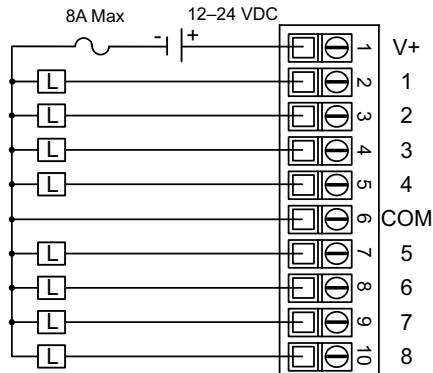 8A Max 12–24 VDC
- +
1 V+
L 2 1
L 3 2
L 4 3
L 5 4
6 COM
L 7 5
L 8 6
L 9 7
L 10 8